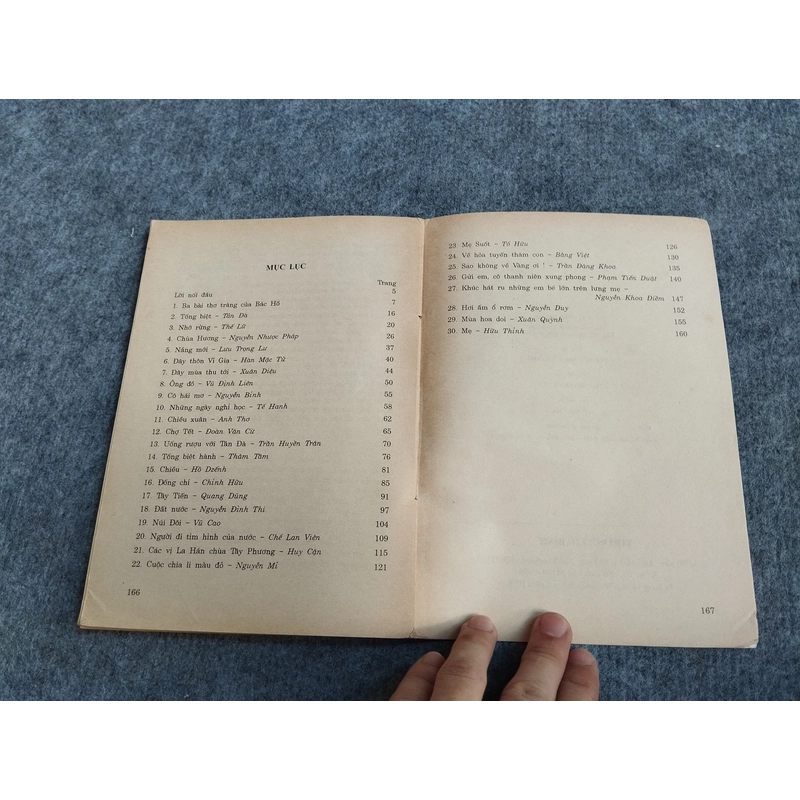 MỤC LỤC
Trang
Lời nói đầu 5
1. Ba bài thơ trăng của Bác Hồ 7
2. Tống biệt – Tản Đà 16
3. Nhớ rừng – Thế Lữ 20
4. Chùa Hương – Nguyễn Nhược Pháp 26
5. Nắng mới – Lưu Trọng Lư 37
6. Đây thôn Vĩ Giạ – Hàn Mặc Tử 40
7. Đây mùa thu tới – Xuân Diệu 44
8. Ông đồ – Vũ Đình Liên 50
9. Cô hái mơ – Nguyễn Bính 55
10. Những ngày nghỉ học – Tế Hanh 58
11. Chiều xuân – Anh Thơ 62
12. Chợ Tết – Đoàn Văn Cừ 65
13. Uống rượu với Tản Đà – Trần Huyền Trân 70
14. Tống biệt hành – Thâm Tâm 76
15. Chiều – Hồ Dzếnh 81
16. Đồng chí – Chính Hữu 85
17. Tây Tiến – Quang Dũng 91
18. Đất nước – Nguyễn Đình Thi 97
19. Núi Đôi – Vũ Cao 104
20. Người đi tìm hình của nước – Chế Lan Viên 109
21. Các vị La Hán chùa Tây Phương – Huy Cận 115
22. Cuộc chia li màu đỏ – Nguyễn Mĩ 121
166
23. Mẹ Suốt – Tố Hữu 126
24. Về hỏa tuyến thăm con – Bằng Việt 130
25. Sao không về Vàng ơi ! – Trần Đăng Khoa 135
26. Gửi em, cô thanh niên xung phong – Phạm Tiến Duật 140
27. Khúc hát ru những em bé lớn trên lưng mẹ –
Nguyễn Khoa Điềm 147
28. Hơi ấm ổ rơm – Nguyễn Duy 152
29. Mùa hoa doi – Xuân Quỳnh 155
30. Mẹ – Hữu Thỉnh 160
167